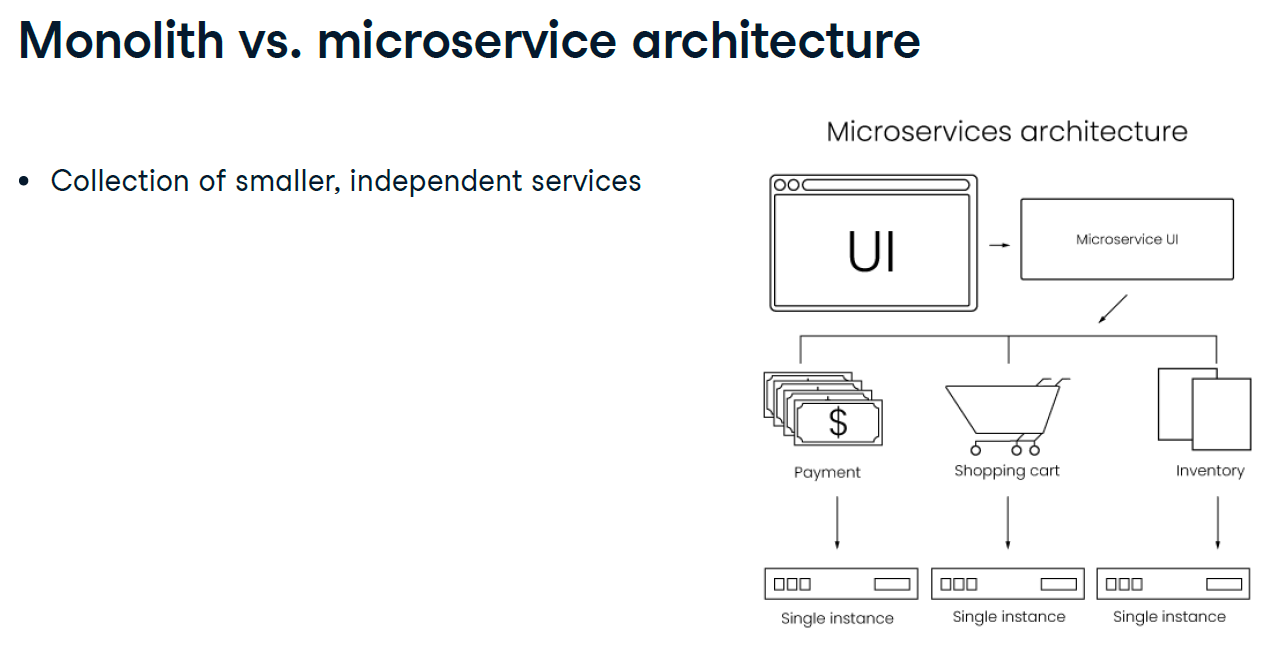 Monolith vs. microservice architecture
• Collection of smaller, independent services
Microservices architecture
UI
Microservice UI
$
Payment
Shopping cart
Inventory
Single instance
Single instance
Single instance